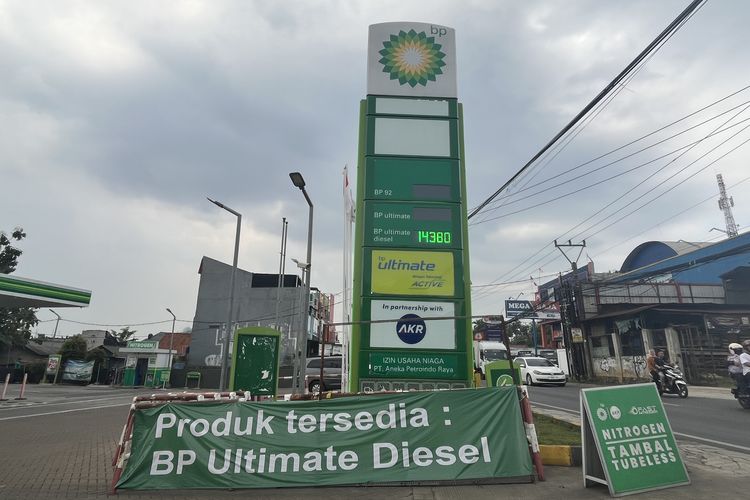 bp
BP 92
BP ultimate
BP ultimate
diesel
14380
bp
ultimate
ACTIVE
In partnership with
AKR
IZIN USAHA NIAGA
PT. Aneka Petroindo Raya
NITROGEN
MEGA
Produk tersedia :
BP Ultimate Diesel
NITROGEN
TAMBAL
TUBELESS